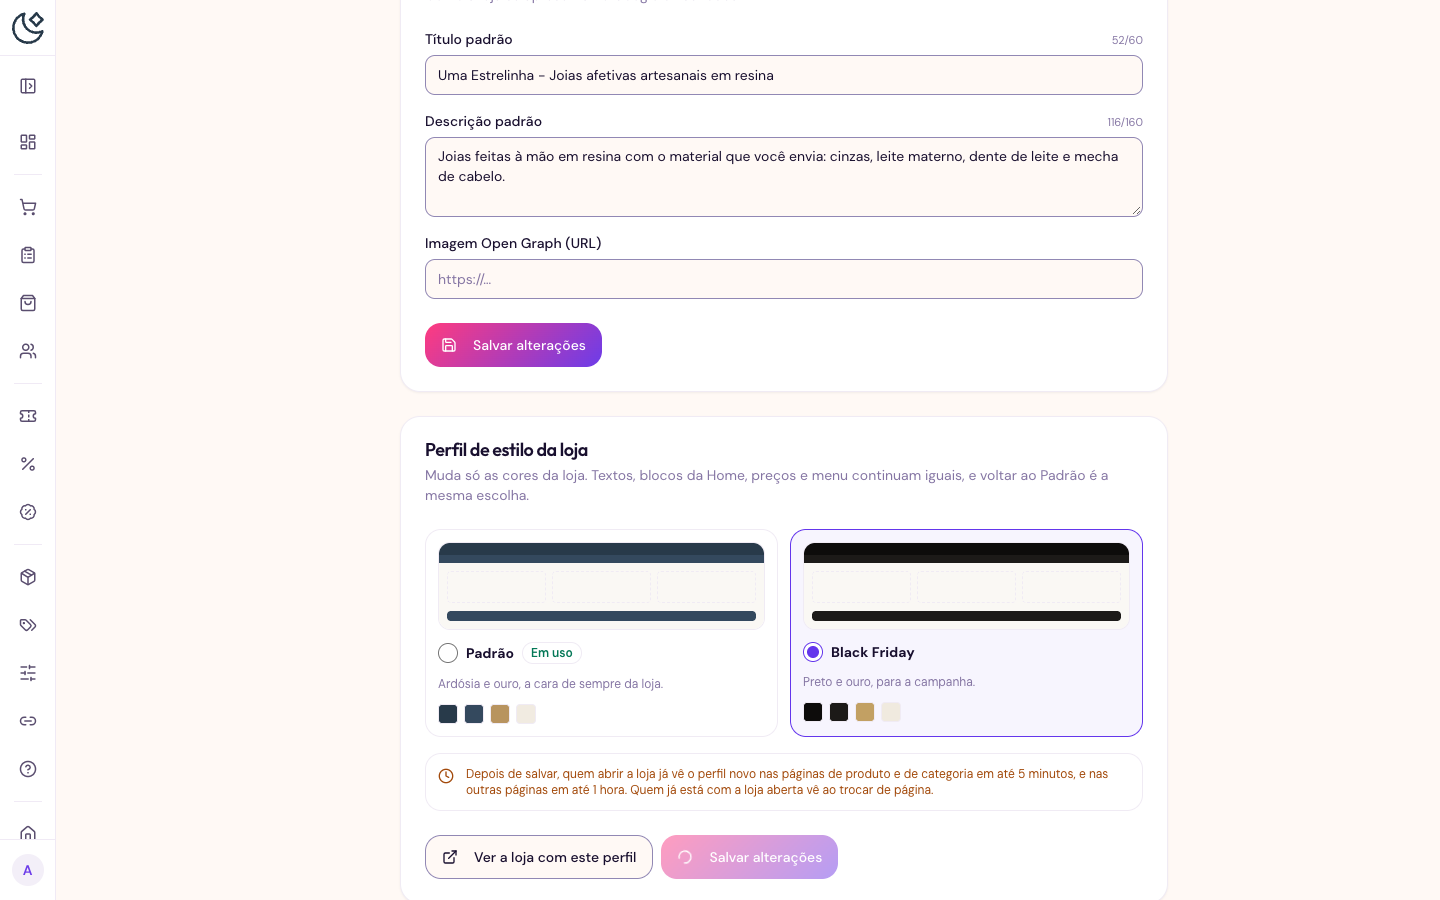 Título padrão
52/60
Uma Estrelinha - Joias afetivas artesanais em resina
Descrição padrão
116/160
Joias feitas à mão em resina com o material que você envia: cinzas, leite materno, dente de leite e mecha
de cabelo.
Imagem Open Graph (URL)
https://...
Salvar alterações
Perfil de estilo da loja
Muda só as cores da loja. Textos, blocos da Home, preços e menu continuam iguais, e voltar ao Padrão é a
mesma escolha.
Padrão
Em uso
Ardósia e ouro, a cara de sempre da loja.
Black Friday
Preto e ouro, para a campanha.
Depois de salvar, quem abrir a loja já vê o perfil novo nas páginas de produto e de categoria em até 5 minutos, e nas
outras páginas em até 1 hora. Quem já está com a loja aberta vê ao trocar de página.
Ver a loja com este perfil
Salvar alterações
A